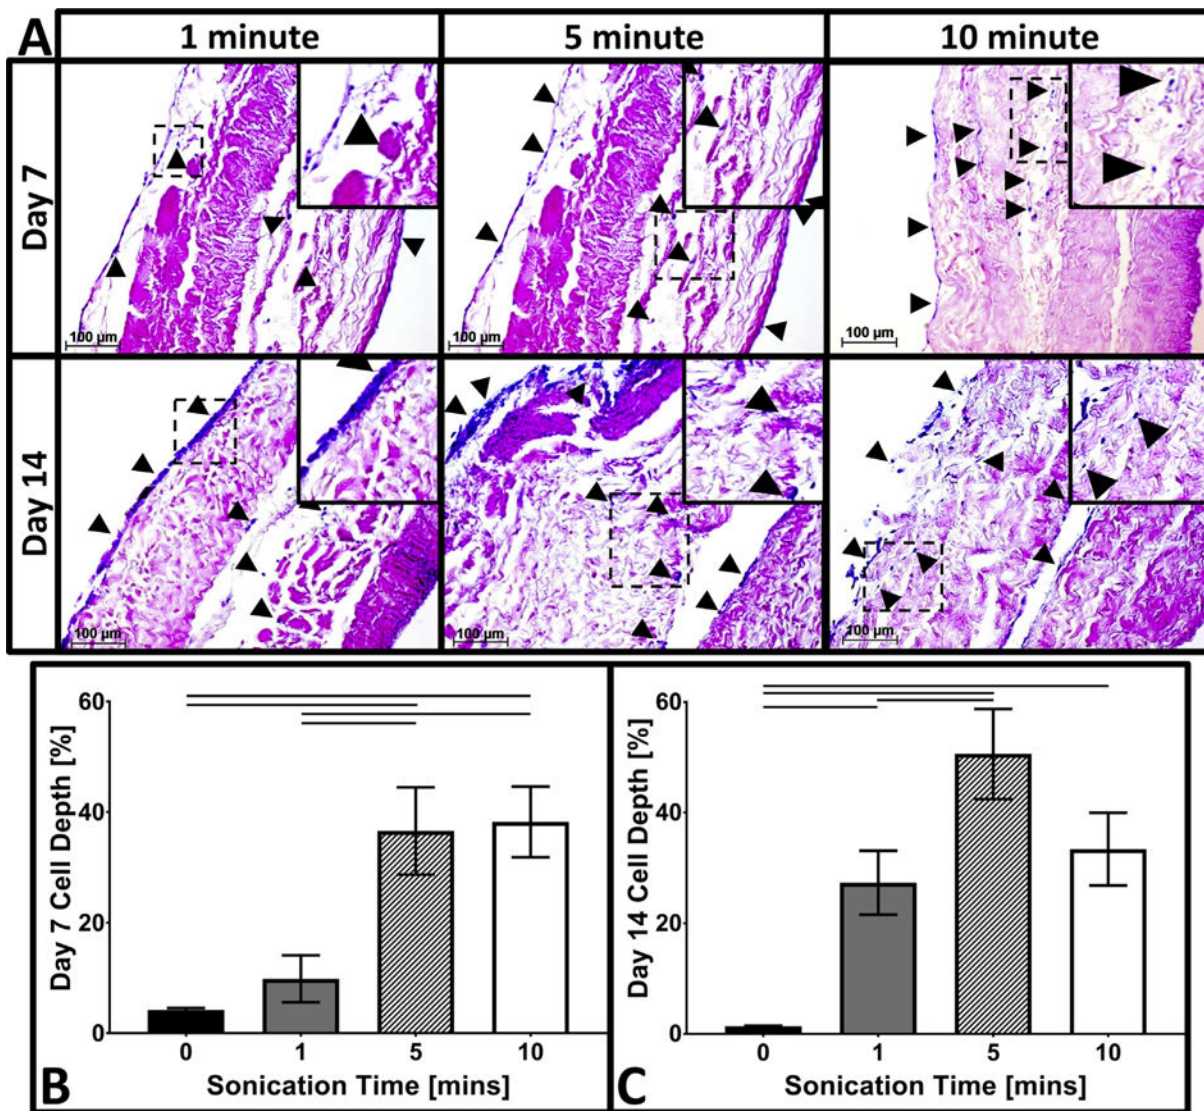 A
1 minute
5 minute
10 minute
Day 7
100 µm
100 µm
100 µm
Day 14
100 µm
100 µm
100 µm
Day 7 Cell Depth [%]
60
40
20
0
0 1 5 10
Sonication Time [mins]
B
Day 14 Cell Depth [%]
60
40
20
0
0 1 5 10
Sonication Time [mins]
C